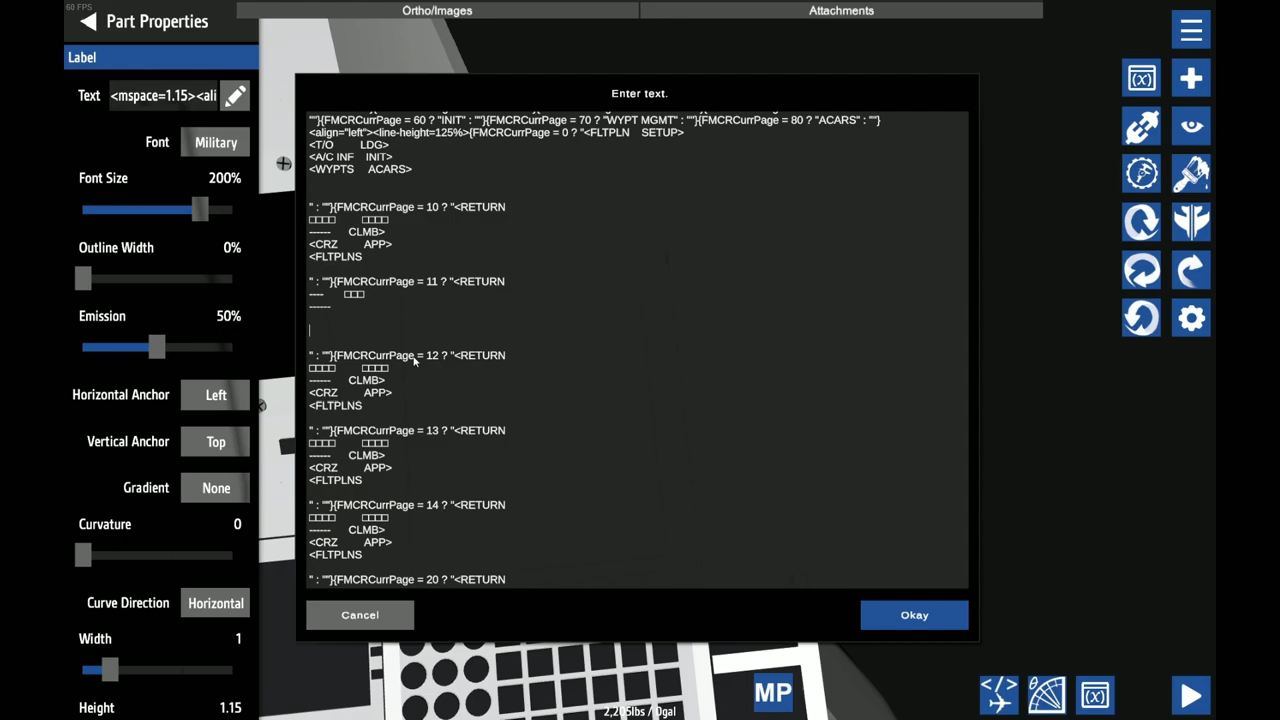 60 FPS
Part Properties
Ortho/Images
Attachments
Label
Text
<mspace=1.15><ali
Font
Military
Font Size
200%
Outline Width
0%
Emission
50%
Horizontal Anchor
Left
Vertical Anchor
Top
Gradient
None
Curvature
0
Curve Direction
Horizontal
Width
1
Height
1.15
Enter text.
""}{FMCRCurrPage = 60 ? "INIT" : ""}{FMCRCurrPage = 70 ? "WYPT MGMT" : ""}{FMCRCurrPage = 80 ? "ACARS" : ""}
<align="left"><line-height=125%>{FMCRCurrPage = 0 ? "<FLTPLN    SETUP>
<T/O        LDG>
<A/C INF    INIT>
<WYPTS    ACARS>
" : ""}{FMCRCurrPage = 10 ? "<RETURN
□□□□        □□□□
------      CLMB>
<CRZ        APP>
<FLTPLNS
" : ""}{FMCRCurrPage = 11 ? "<RETURN
----      □□□
------
" : ""}{FMCRCurrPage = 12 ? "<RETURN
□□□□        □□□□
------      CLMB>
<CRZ        APP>
<FLTPLNS
" : ""}{FMCRCurrPage = 13 ? "<RETURN
□□□□        □□□□
------      CLMB>
<CRZ        APP>
<FLTPLNS
" : ""}{FMCRCurrPage = 14 ? "<RETURN
□□□□        □□□□
------      CLMB>
<CRZ        APP>
<FLTPLNS
" : ""}{FMCRCurrPage = 20 ? "<RETURN
Cancel
Okay
MP
2,205lbs / 0gal
(x)
</>
(x)